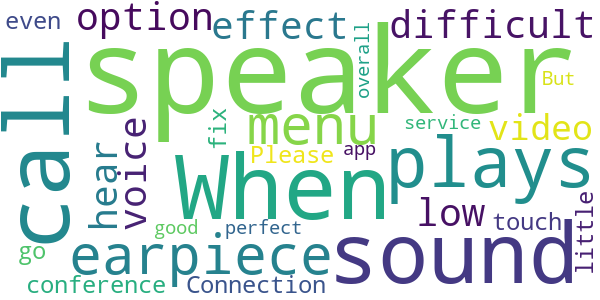 even option effect difficult
overall
speaker
But
call
fix
menu
service video
hear
voice
Please app
When plays
low touch
little
good perfect
earpiece sound
go
conference Connection